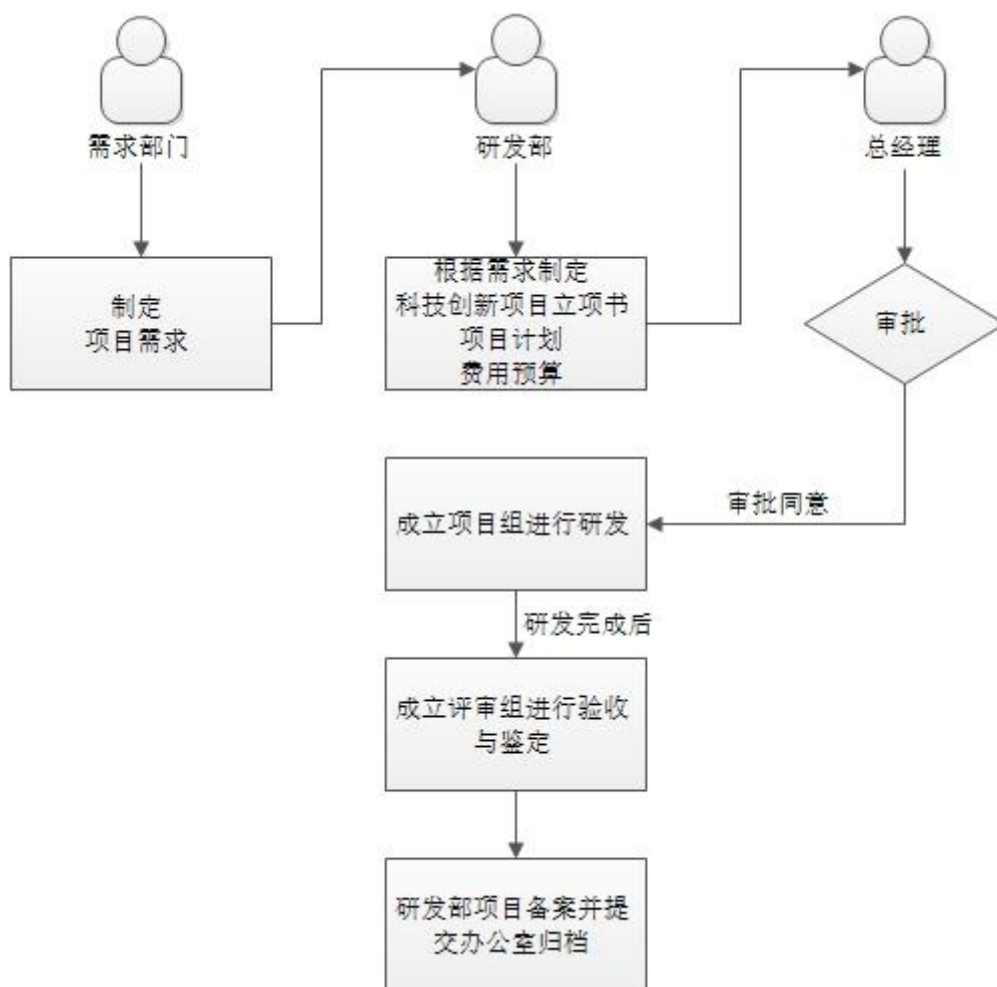 需求部门
研发部
总经理
制定
项目需求
根据需求制定
科技创新项目立项书
项目计划
费用预算
审批
审批同意
成立项目组进行研发
研发完成后
成立评审组进行验收
与鉴定
研发部项目备案并提
交办公室归档